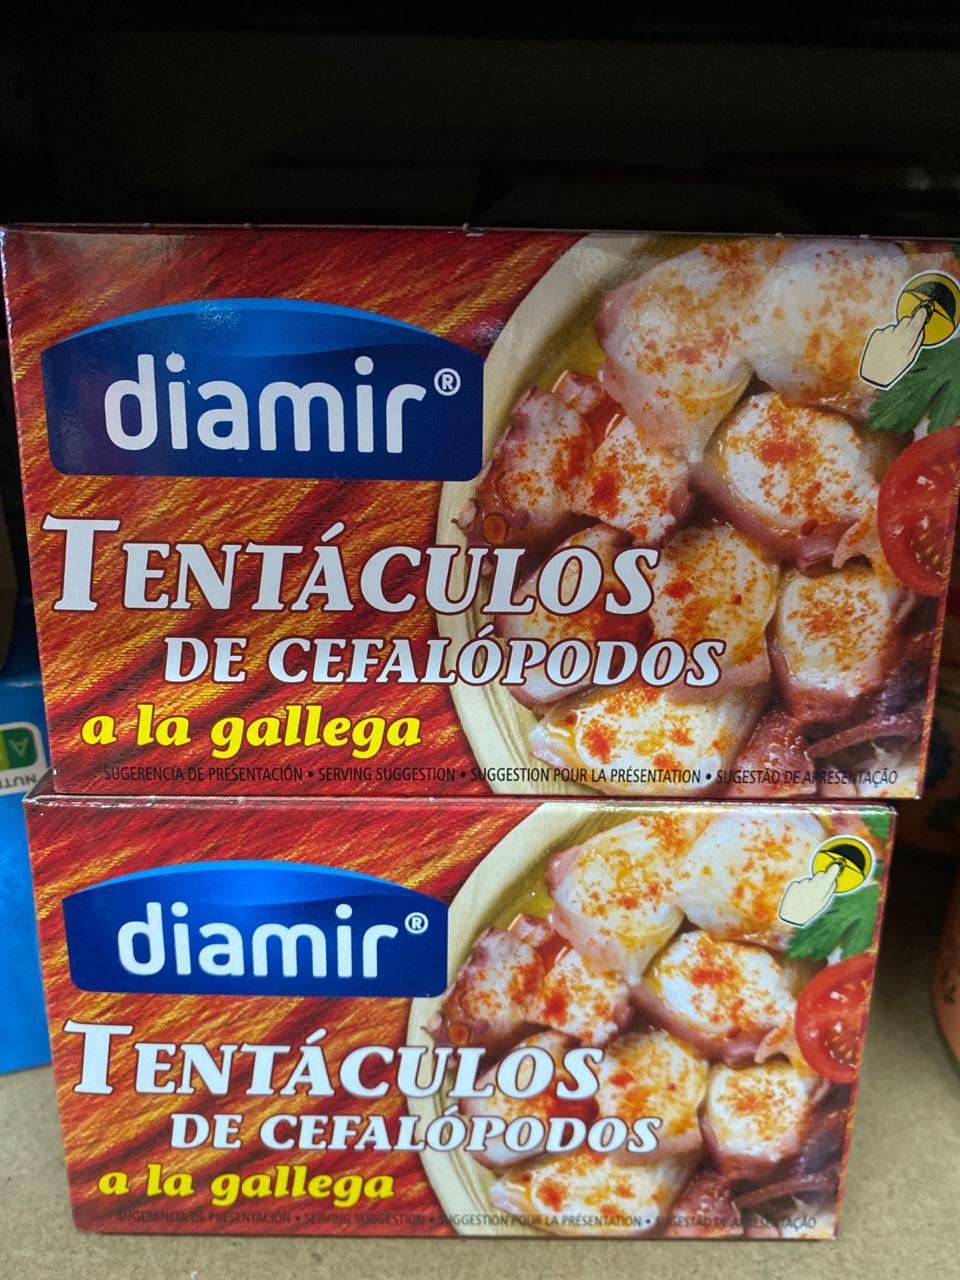 diamir®
TENTÁCULOS
DE CEFALÓPODOS
a la gallega
SUGERENCIA DE PRESENTACIÓN • SERVING SUGGESTION • SUGGESTION POUR LA PRÉSENTATION • SUGESTÃO DE APRESENTAÇÃO
diamir®
TENTÁCULOS
DE CEFALÓPODOS
a la gallega
SUGERENCIA DE PRESENTACIÓN • SERVING SUGGESTION • SUGGESTION POUR LA PRÉSENTATION • SUGESTÃO DE APRESENTAÇÃO